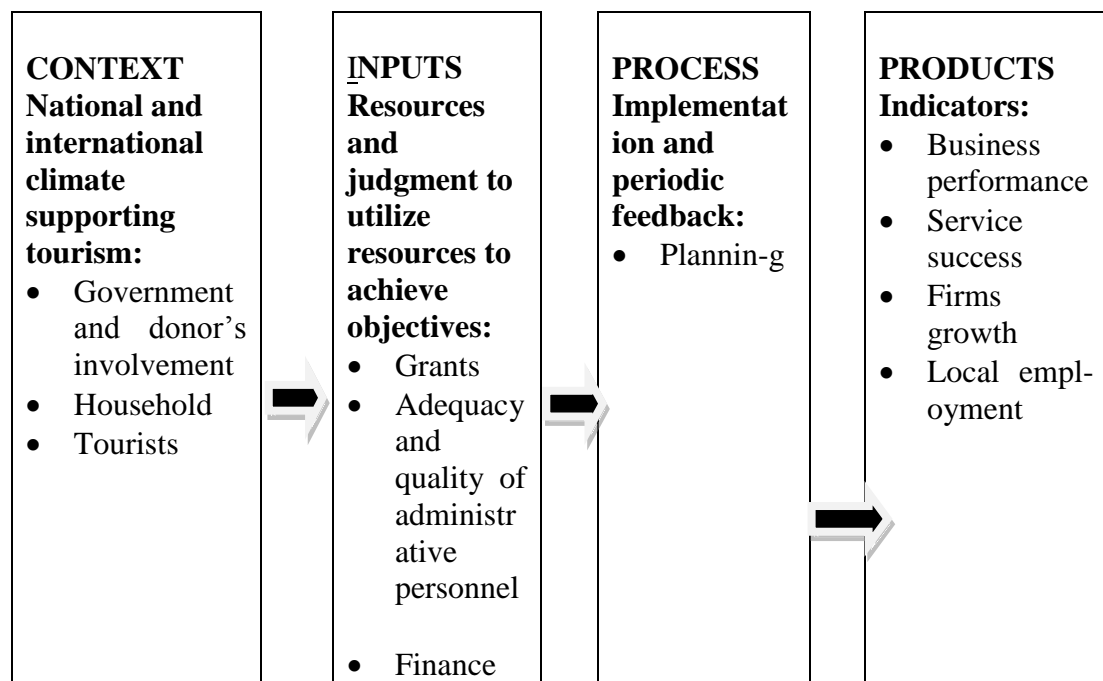 CONTEXT
National and
international
climate
supporting
tourism:
• Government
and donor's
involvement
• Household
• Tourists
INPUTS
Resources
and
judgment to
utilize
resources to
achieve
objectives:
• Grants
• Adequacy
and
quality of
administr
ative
personnel
• Finance
PROCESS
Implementat
ion and
periodic
feedback:
• Plannin-g
PRODUCTS
Indicators:
• Business
performance
• Service
success
• Firms
growth
• Local empl-
oyment